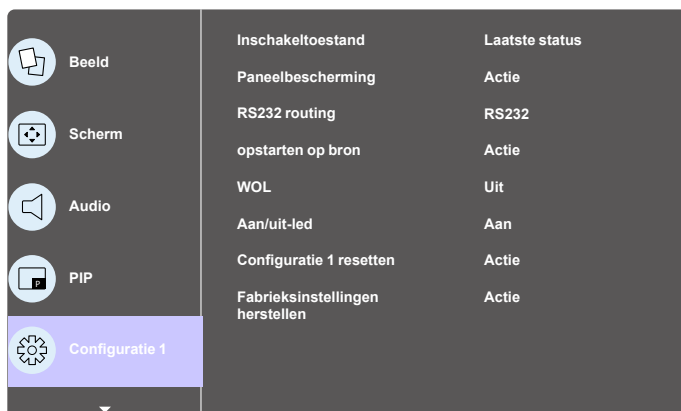 Beeld
Scherm
Audio
PIP
P
Configuratie 1
Inschakeltoestand Laatste status
Paneelbescherming Actie
RS232 routing RS232
opstarten op bron Actie
WOL Uit
Aan/uit-led Aan
Configuratie 1 resetten Actie
Fabrieksinstellingen Actie
herstellen